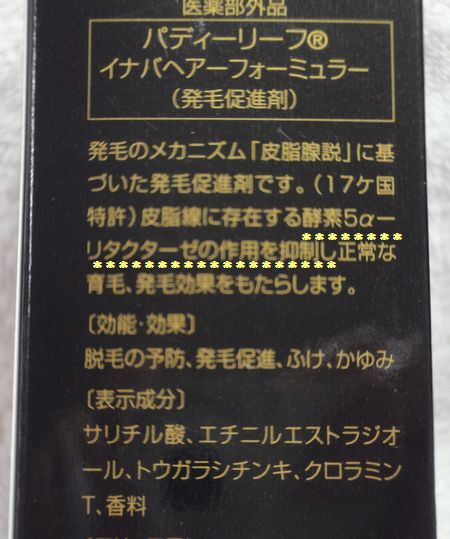 医薬部外品
パディーリーフ®
イナバヘアーフォーミュラー
（発毛促進剤）
発毛のメカニズム「皮脂腺説」に基
づいた発毛促進剤です。（17ケ国
特許）皮脂線に存在する酵素5α－
リタクターゼの作用を抑制し正常な
育毛、発毛効果をもたらします。
〔効能・効果〕
脱毛の予防、発毛促進、ふけ、かゆみ
〔表示成分〕
サリチル酸、エチニルエストラジオ
ール、トウガラシチンキ、クロラミン
T、香料